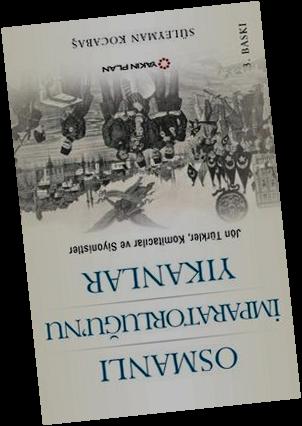 OSMANLI
İMPARATORLUĞU'NU
YIKANLAR
Jön Türkler, Komitacılar ve Siyonistler
YAKIN PLAN
SÜLEYMAN KOCABAŞ
3. BASKI